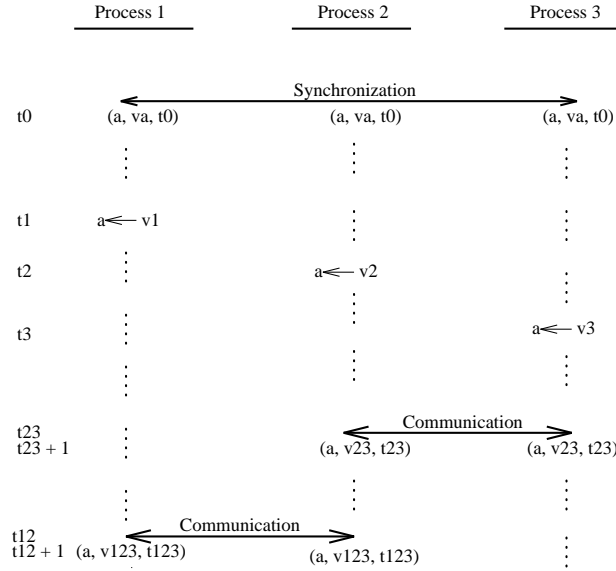 Process 1 Process 2 Process 3
Synchronization
t0 (a, va, t0) (a, va, t0) (a, va, t0)
t1 a v1
t2 a v2
t3 a v3
Communication
t23
t23 + 1 (a, v23, t23) (a, v23, t23)
Communication
t12
t12 + 1 (a, v123, t123) (a, v123, t123)